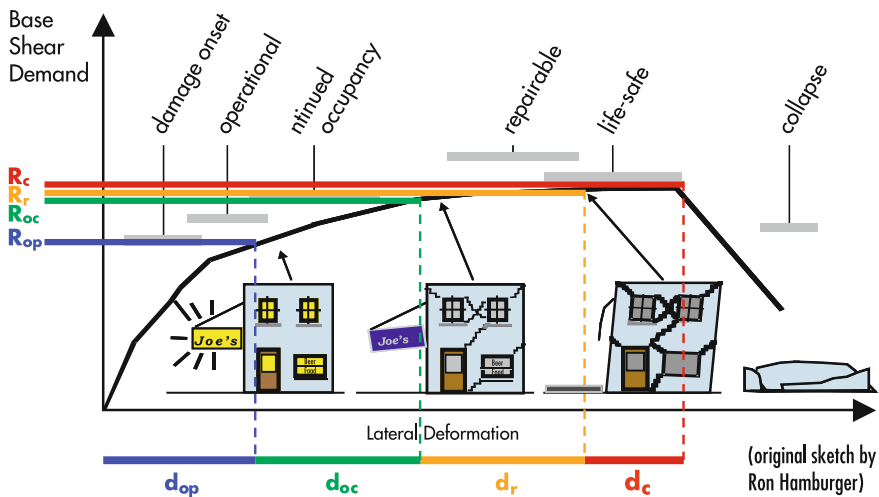 Base
Shear
Demand
damage onset
operational
ntinued
occupancy
repairable
life-safe
collapse
Rc
Rr
Roc
Rop
Joe's
Beer
Food
Joe's
Beer
Food
Lateral Deformation
dop
doc
dr
dc
(original sketch by
Ron Hamburger)